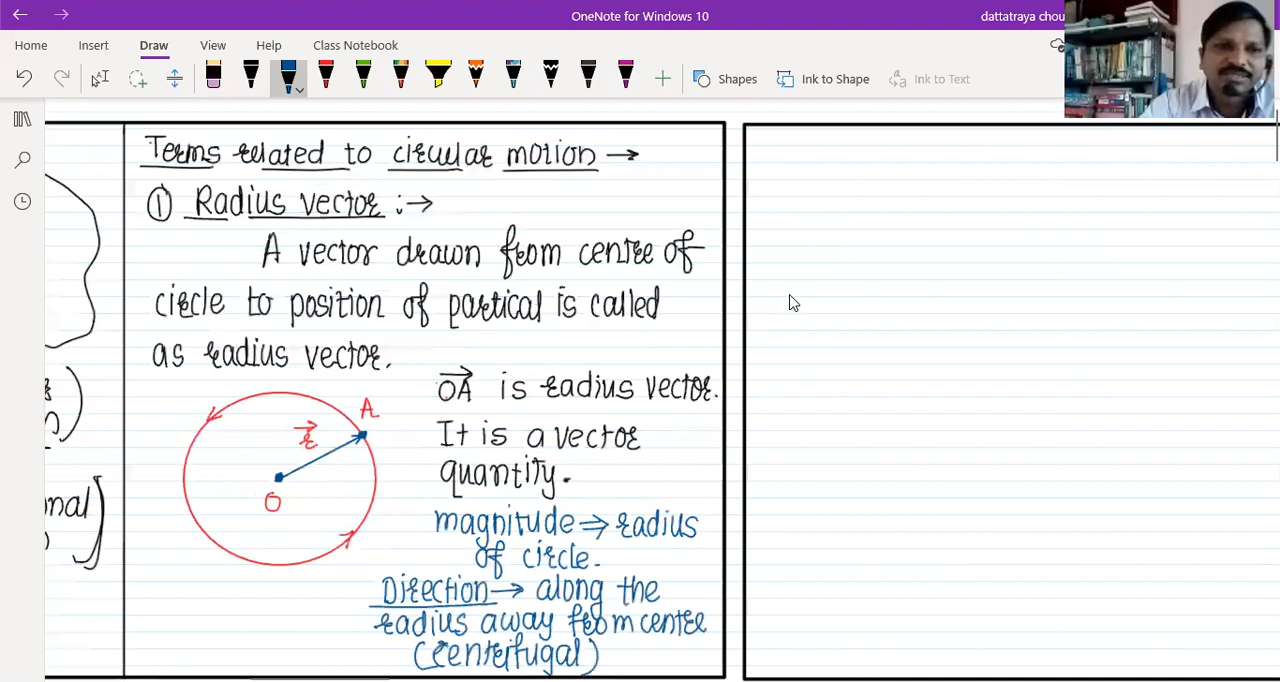 OneNote for Windows 10
dattatraya chou
Home Insert Draw View Help Class Notebook
Shapes Ink to Shape Ink to Text
Terms related to circular motion →
① Radius vector :→
A vector drawn from centre of
circle to position of partical is called
as radius vector.
A
r
O
OA is radius vector.
It is a vector
quantity.
magnitude ⇒ radius
of circle.
Direction → along the
radius away from centre
(centrifugal)
nal]